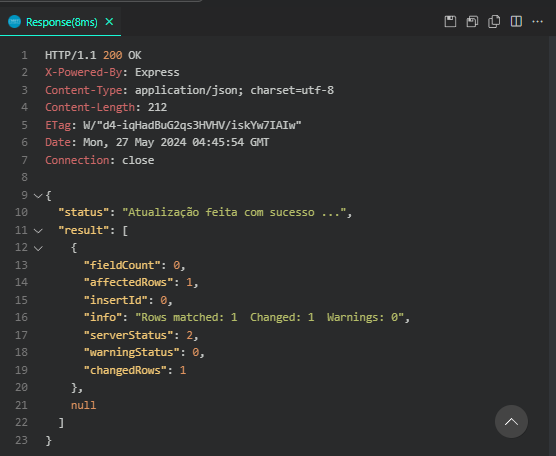 Response(8ms)
1 HTTP/1.1 200 OK
2 X-Powered-By: Express
3 Content-Type: application/json; charset=utf-8
4 Content-Length: 212
5 ETag: W/"d4-iqHadBuG2qs3HVHV/iskYw7IAIw"
6 Date: Mon, 27 May 2024 04:45:54 GMT
7 Connection: close
8
9 {
10 "status": "Atualização feita com sucesso ...",
11 "result": [
12 {
13 "fieldCount": 0,
14 "affectedRows": 1,
15 "insertId": 0,
16 "info": "Rows matched: 1  Changed: 1  Warnings: 0",
17 "serverStatus": 2,
18 "warningStatus": 0,
19 "changedRows": 1
20 },
21 null
22 ]
23 }